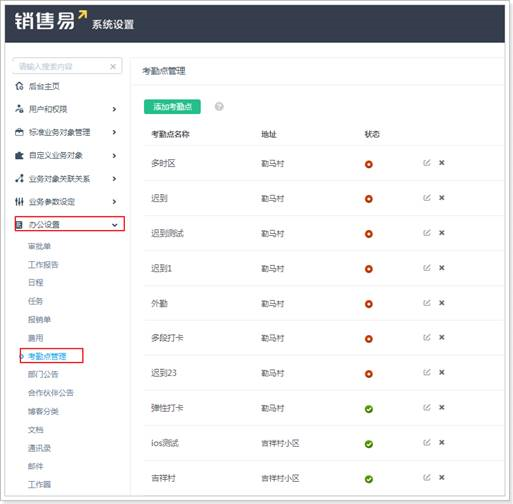 销售易 系统设置
请输入搜索内容
后台主页
用户和权限
标准业务对象管理
自定义业务对象
业务对象关联关系
业务参数设定
办公设置
审批单
工作报告
日程
任务
报销单
费用
考勤点管理
部门公告
合作伙伴公告
博客分类
文档
通讯录
邮件
工作圈
考勤点管理
添加考勤点
考勤点名称 地址 状态
多时区 勒马村
迟到 勒马村
迟到测试 勒马村
迟到1 勒马村
外勤 勒马村
多段打卡 勒马村
迟到23 勒马村
弹性打卡 勒马村
ios测试 吉祥村小区
吉祥村 吉祥村小区